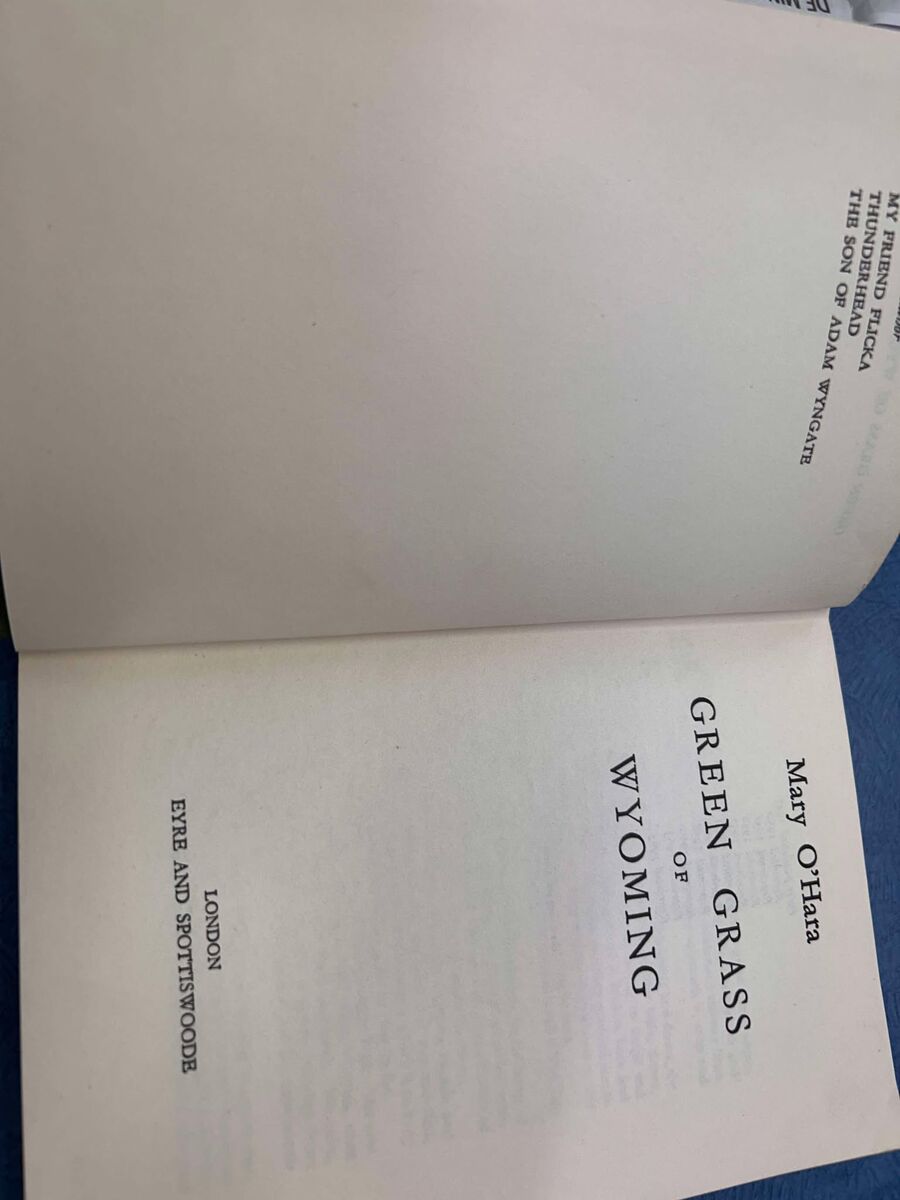 MY FRIEND FLICKA
THUNDERHEAD
THE SON OF ADAM WYNGATE
Mary O'Hara
GREEN GRASS
OF
WYOMING
LONDON
EYRE AND SPOTTISWOODE